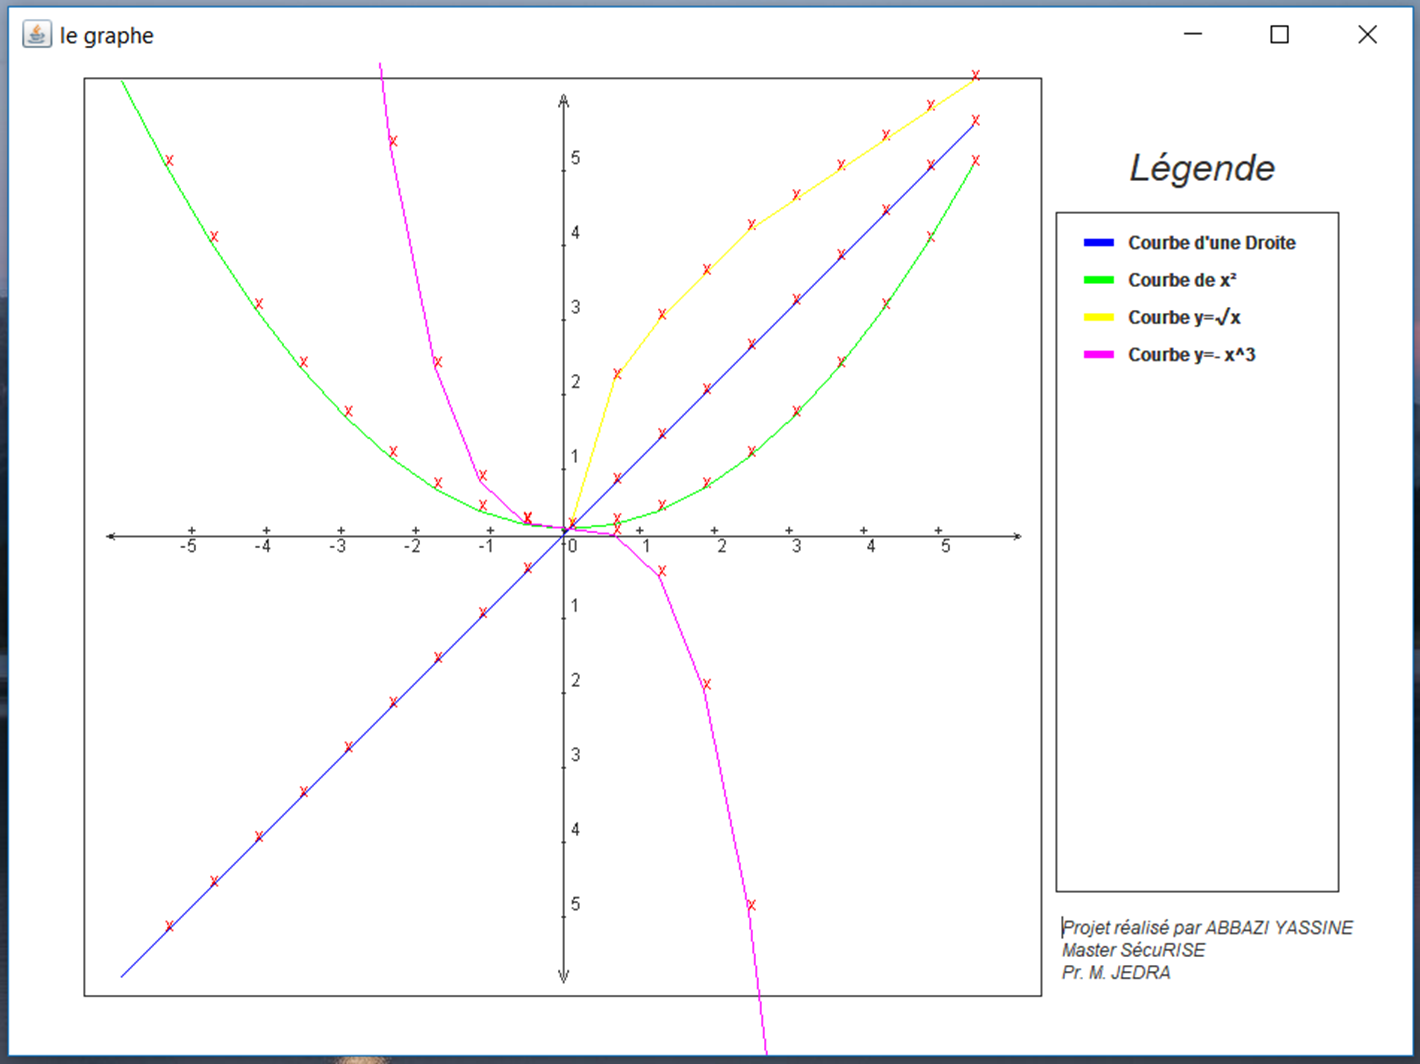 le graphe
Légende
Courbe d'une Droite
Courbe de x²
Courbe y=√x
Courbe y=- x^3
5
4
3
2
1
-5 -4 -3 -2 -1 0 1 2 3 4 5
1
2
3
4
5
Projet réalisé par ABBAZI YASSINE
Master SécuRISE
Pr. M. JEDRA